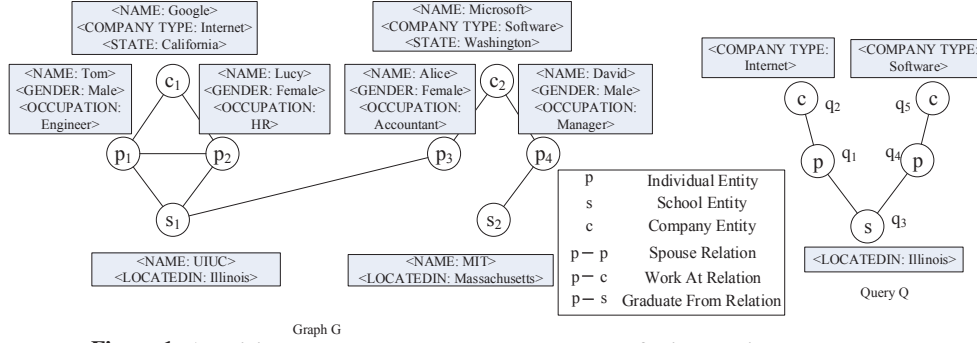 <NAME: Google>
<COMPANY TYPE: Internet>
<STATE: California>
<NAME: Microsoft>
<COMPANY TYPE: Software>
<STATE: Washington>
<NAME: Tom>
<GENDER: Male>
<OCCUPATION:
Engineer>
c1
<NAME: Lucy>
<GENDER: Female>
<OCCUPATION:
HR>
<NAME: Alice>
<GENDER: Female>
<OCCUPATION:
Accountant>
c2
<NAME: David>
<GENDER: Male>
<OCCUPATION:
Manager>
p1
p2
p3
p4
s1
s2
<NAME: UIUC>
<LOCATEDIN: Illinois>
<NAME: MIT>
<LOCATEDIN: Massachusetts>
p Individual Entity
s School Entity
c Company Entity
p – p Spouse Relation
p – c Work At Relation
p – s Graduate From Relation
<COMPANY TYPE:
Internet>
<COMPANY TYPE:
Software>
c q2
q5 c
p q1
q4 p
s q3
<LOCATEDIN: Illinois>
Query Q
Graph G